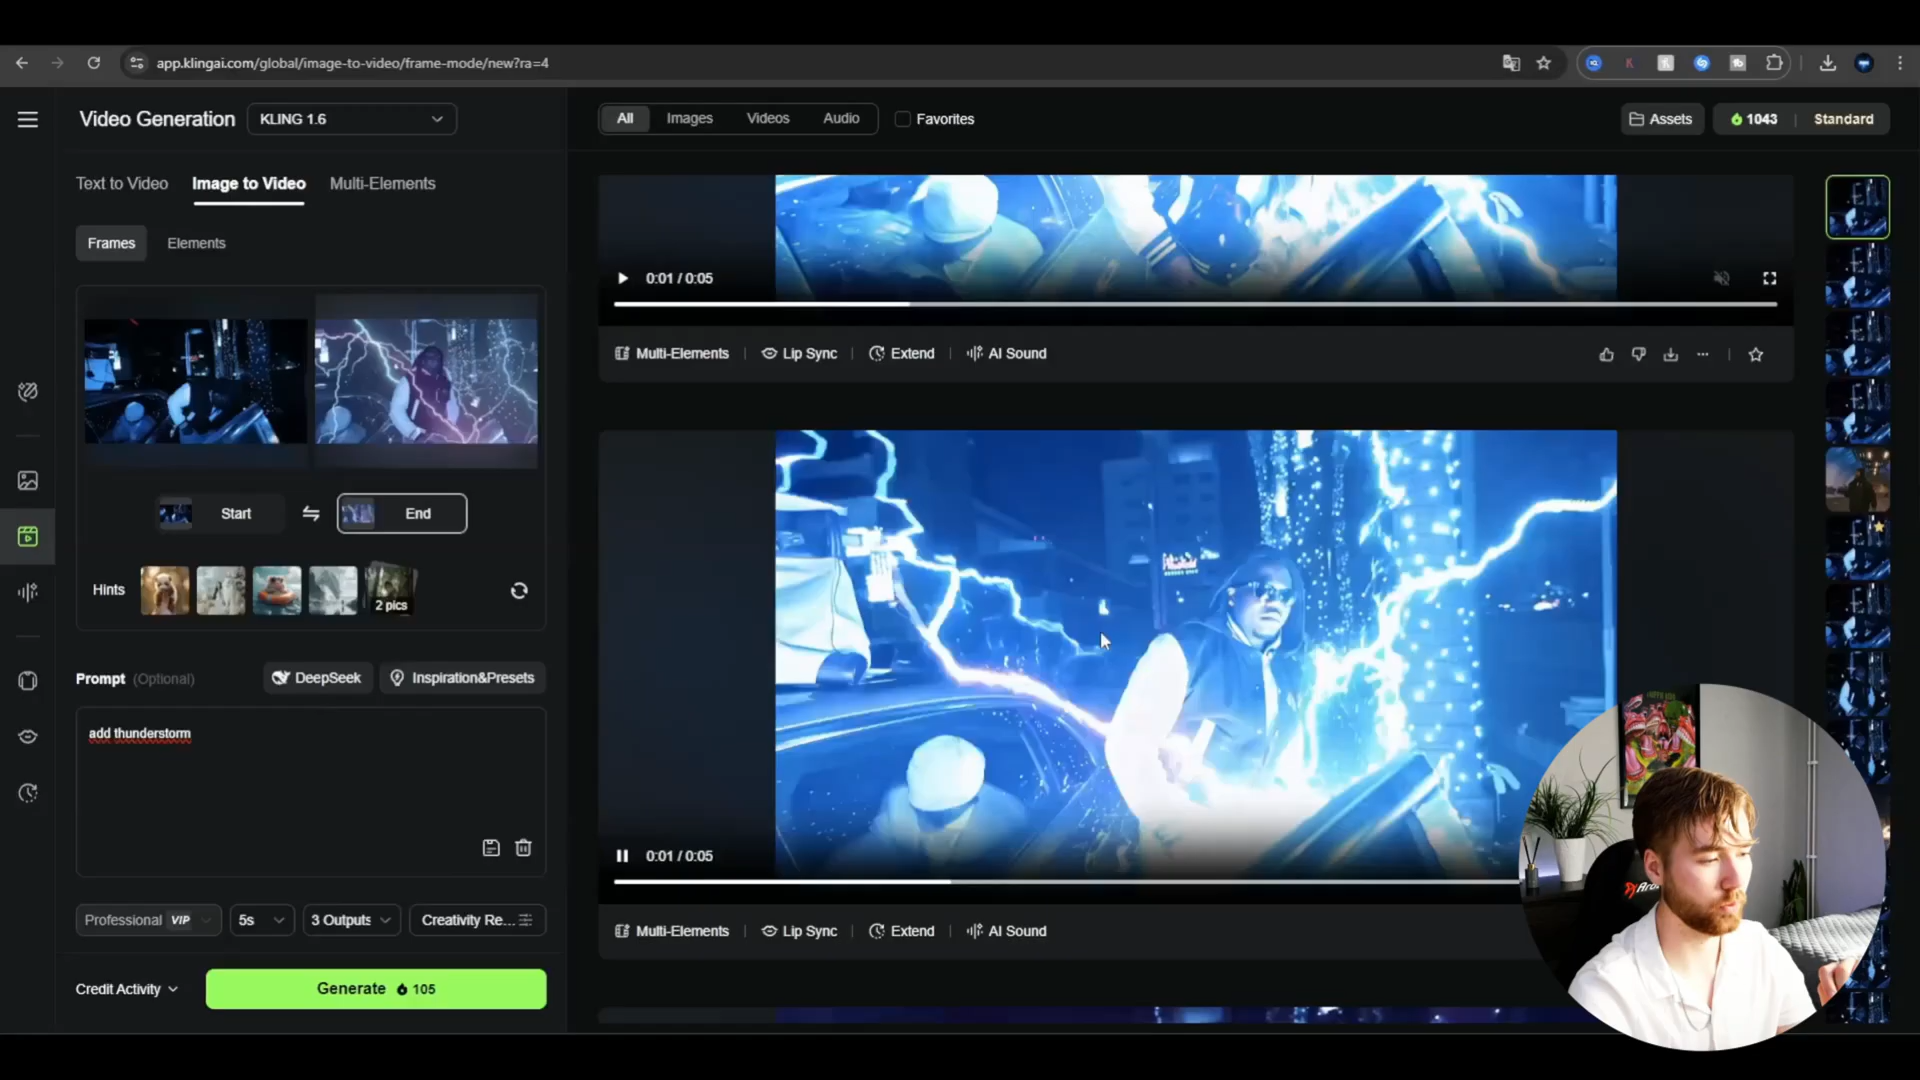 app.klingai.com/global/image-to-video/frame-mode/new?ra=4
Video Generation
KLING 1.6
All
Images
Videos
Audio
Favorites
Assets
1043
Standard
Text to Video
Image to Video
Multi-Elements
Frames
Elements
0:01 / 0:05
Multi-Elements
Lip Sync
Extend
AI Sound
Start
End
Hints
2 pics
Prompt (Optional)
DeepSeek
Inspiration&Presets
add thunderstorm
0:01 / 0:05
Professional VIP
5s
3 Outputs
Creativity Re...
Multi-Elements
Lip Sync
Extend
AI Sound
Credit Activity
Generate 105